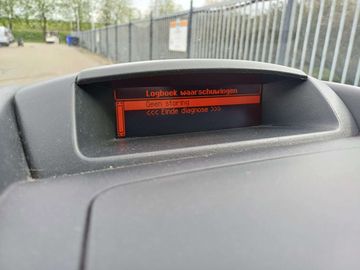 Logboek waarschuwingen
Geen storing
<<< Einde diagnose >>>